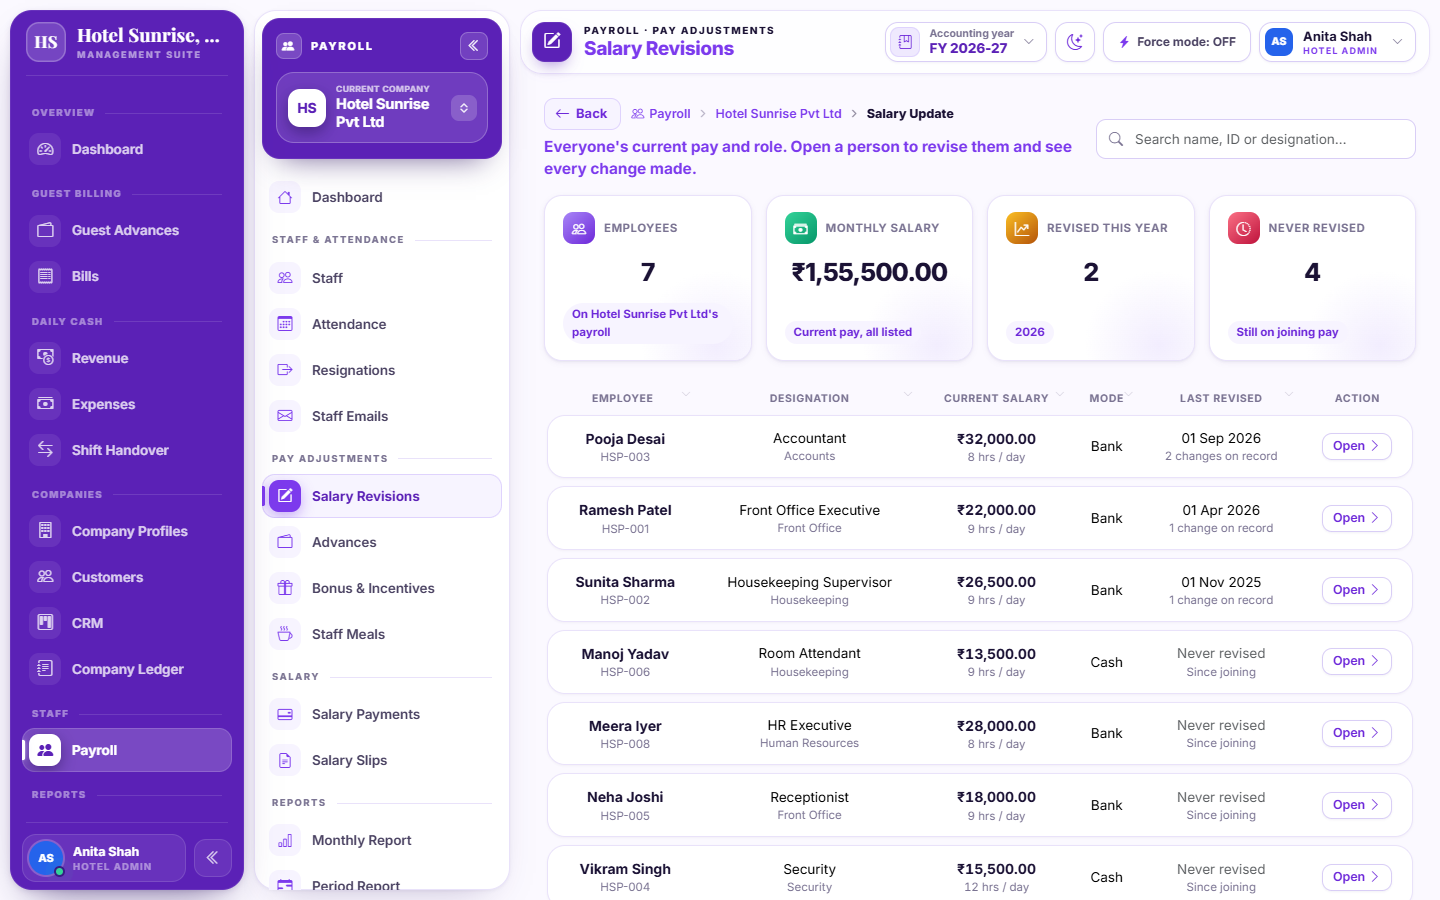 HS
Hotel Sunrise, ...
MANAGEMENT SUITE
OVERVIEW
Dashboard
GUEST BILLING
Guest Advances
Bills
DAILY CASH
Revenue
Expenses
Shift Handover
COMPANIES
Company Profiles
Customers
CRM
Company Ledger
STAFF
Payroll
REPORTS
AS
Anita Shah
HOTEL ADMIN
PAYROLL
HS
CURRENT COMPANY
Hotel Sunrise
Pvt Ltd
Dashboard
STAFF & ATTENDANCE
Staff
Attendance
Resignations
Staff Emails
PAY ADJUSTMENTS
Salary Revisions
Advances
Bonus & Incentives
Staff Meals
SALARY
Salary Payments
Salary Slips
REPORTS
Monthly Report
Period Report
PAYROLL · PAY ADJUSTMENTS
Salary Revisions
Accounting year
FY 2026-27
Force mode: OFF
AS
Anita Shah
HOTEL ADMIN
Back
Payroll
Hotel Sunrise Pvt Ltd
Salary Update
Everyone's current pay and role. Open a person to revise them and see
every change made.
Search name, ID or designation...
EMPLOYEES
7
On Hotel Sunrise Pvt Ltd's
payroll
MONTHLY SALARY
₹1,55,500.00
Current pay, all listed
REVISED THIS YEAR
2
2026
NEVER REVISED
4
Still on joining pay
EMPLOYEE DESIGNATION CURRENT SALARY MODE LAST REVISED ACTION
Pooja Desai Accountant ₹32,000.00 Bank 01 Sep 2026 Open
HSP-003 Accounts 8 hrs / day 2 changes on record
Ramesh Patel Front Office Executive ₹22,000.00 Bank 01 Apr 2026 Open
HSP-001 Front Office 9 hrs / day 1 change on record
Sunita Sharma Housekeeping Supervisor ₹26,500.00 Bank 01 Nov 2025 Open
HSP-002 Housekeeping 9 hrs / day 1 change on record
Manoj Yadav Room Attendant ₹13,500.00 Cash Never revised Open
HSP-006 Housekeeping 9 hrs / day Since joining
Meera Iyer HR Executive ₹28,000.00 Bank Never revised Open
HSP-008 Human Resources 8 hrs / day Since joining
Neha Joshi Receptionist ₹18,000.00 Bank Never revised Open
HSP-005 Front Office 9 hrs / day Since joining
Vikram Singh Security ₹15,500.00 Cash Never revised Open
HSP-004 Security 12 hrs / day Since joining